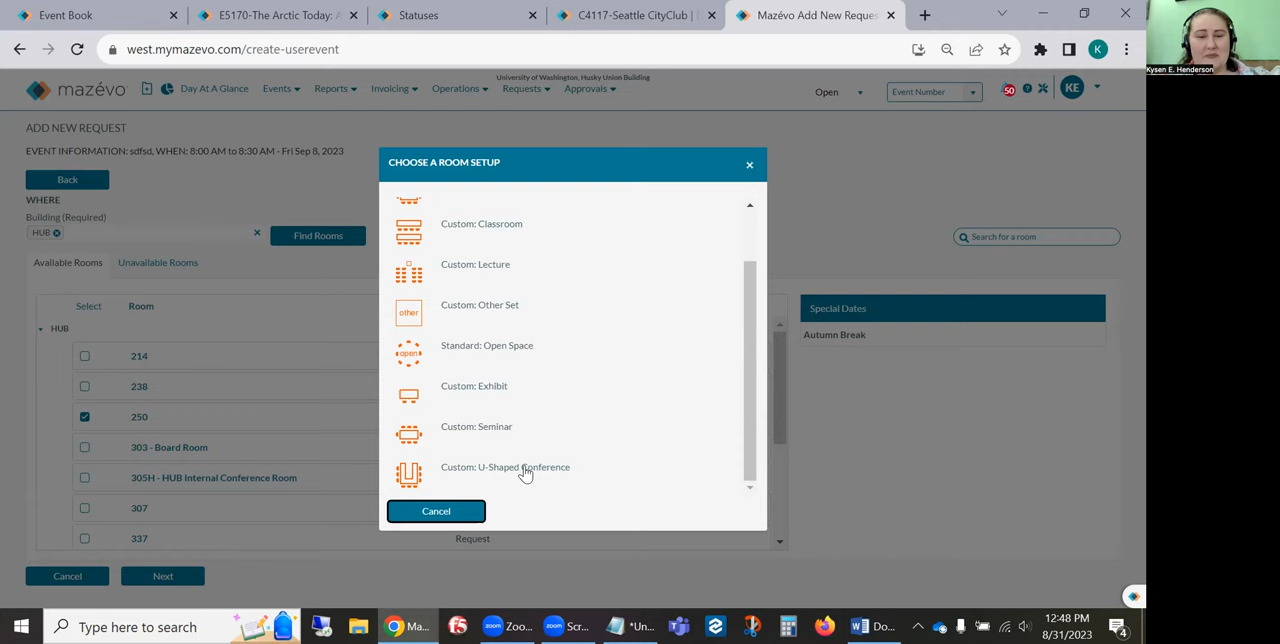 Event Book
E5170-The Arctic Today: A
Statuses
C4117-Seattle CityClub |
Mazévo Add New Reques
west.mymazevo.com/create-userevent
K
Kysen E. Henderson
University of Washington, Husky Union Building
mazévo
Day At A Glance
Events
Reports
Invoicing
Operations
Requests
Approvals
Open
Event Number
50
KE
ADD NEW REQUEST
EVENT INFORMATION: sdfsd, WHEN: 8:00 AM to 8:30 AM - Fri Sep 8, 2023
Back
WHERE
Building (Required)
HUB
Find Rooms
Search for a room
Available Rooms
Unavailable Rooms
Select
Room
HUB
214
238
250
303 - Board Room
305H - HUB Internal Conference Room
307
337
Request
Special Dates
Autumn Break
CHOOSE A ROOM SETUP
Custom: Classroom
Custom: Lecture
other
Custom: Other Set
open
Standard: Open Space
Custom: Exhibit
Custom: Seminar
Custom: U-Shaped Conference
Cancel
Cancel
Next
Type here to search
Ma...
Zoo...
Scr...
*Un...
Do...
12:48 PM
8/31/2023
4